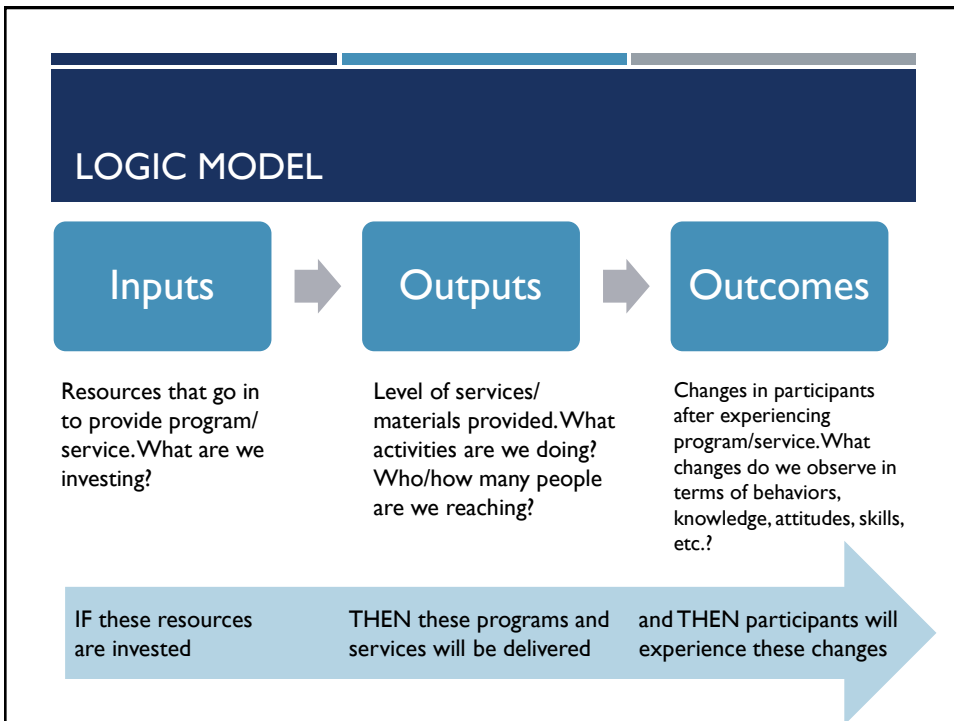 LOGIC MODEL
Inputs
Outputs
Outcomes
Resources that go in
to provide program/
service. What are we
investing?
Level of services/
materials provided. What
activities are we doing?
Who/how many people
are we reaching?
Changes in participants
after experiencing
program/service. What
changes do we observe in
terms of behaviors,
knowledge, attitudes, skills,
etc.?
IF these resources
are invested
THEN these programs and
services will be delivered
and THEN participants will
experience these changes